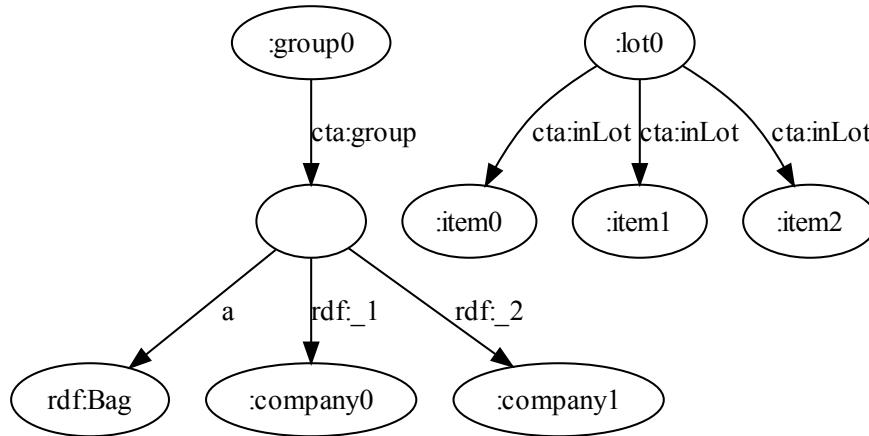 :group0 :lot0
cta:group cta:inLot cta:inLot cta:inLot
:item0 :item1 :item2
a rdf:_1 rdf:_2
rdf:Bag :company0 :company1